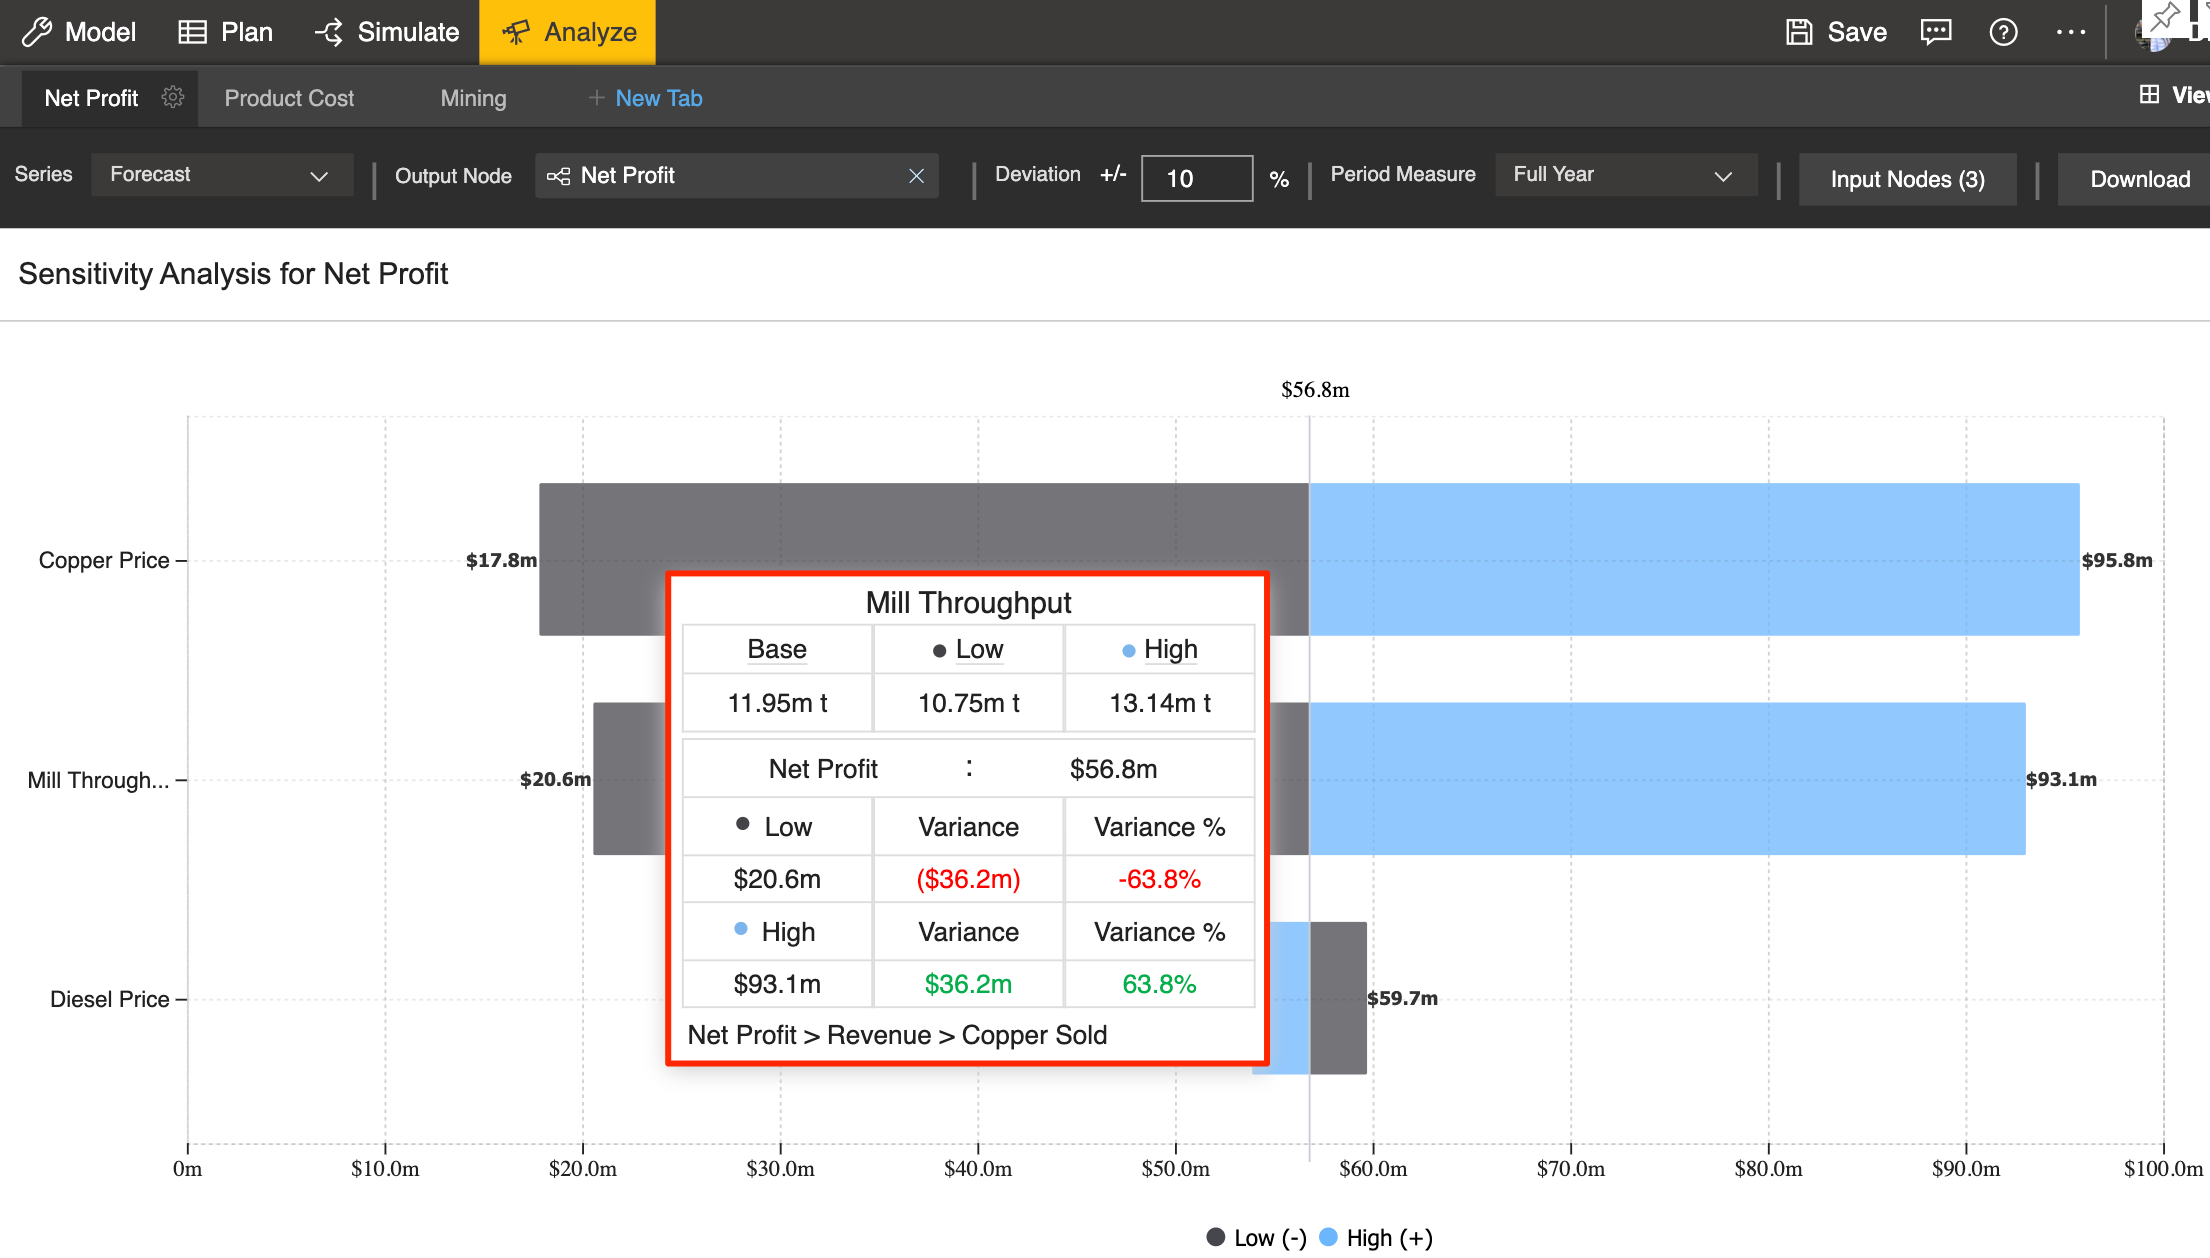 Model Plan Simulate Analyze Save
Net Profit Product Cost Mining + New Tab
Series Forecast Output Node Net Profit Deviation +/- 10 % Period Measure Full Year Input Nodes (3) Download
Sensitivity Analysis for Net Profit
$56.8m
Copper Price $17.8m $95.8m
Mill Through... $20.6m $93.1m
Diesel Price $59.7m
Mill Throughput
Base Low High
11.95m t 10.75m t 13.14m t
Net Profit : $56.8m
Low Variance Variance %
$20.6m ($36.2m) -63.8%
High Variance Variance %
$93.1m $36.2m 63.8%
Net Profit > Revenue > Copper Sold
0m $10.0m $20.0m $30.0m $40.0m $50.0m $60.0m $70.0m $80.0m $90.0m $100.0m
Low (-) High (+)